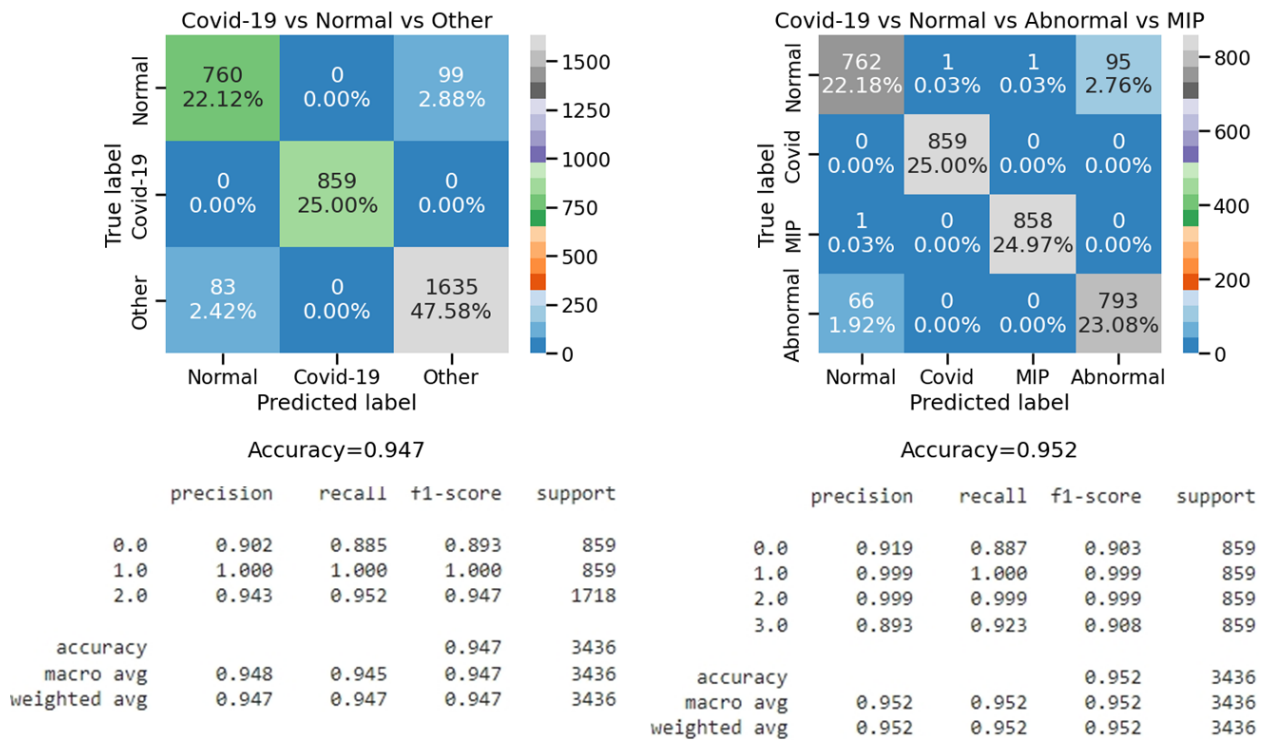 Covid-19 vs Normal vs Other
True label
Normal
Covid-19
Other
760 0 99
22.12% 0.00% 2.88%
0 859 0
0.00% 25.00% 0.00%
83 0 1635
2.42% 0.00% 47.58%
1500
1250
1000
750
500
250
0
Normal Covid-19 Other
Predicted label
Accuracy=0.947
precision recall f1-score support
0.0 0.902 0.885 0.893 859
1.0 1.000 1.000 1.000 859
2.0 0.943 0.952 0.947 1718
accuracy 0.947 3436
macro avg 0.948 0.945 0.947 3436
weighted avg 0.947 0.947 0.947 3436
Covid-19 vs Normal vs Abnormal vs MIP
True label
Normal
Covid
MIP
Abnormal
762 1 1 95
22.18% 0.03% 0.03% 2.76%
0 859 0 0
0.00% 25.00% 0.00% 0.00%
1 0 858 0
0.03% 0.00% 24.97% 0.00%
66 0 0 793
1.92% 0.00% 0.00% 23.08%
800
600
400
200
0
Normal Covid MIP Abnormal
Predicted label
Accuracy=0.952
precision recall f1-score support
0.0 0.919 0.887 0.903 859
1.0 0.999 1.000 0.999 859
2.0 0.999 0.999 0.999 859
3.0 0.893 0.923 0.908 859
accuracy 0.952 3436
macro avg 0.952 0.952 0.952 3436
weighted avg 0.952 0.952 0.952 3436